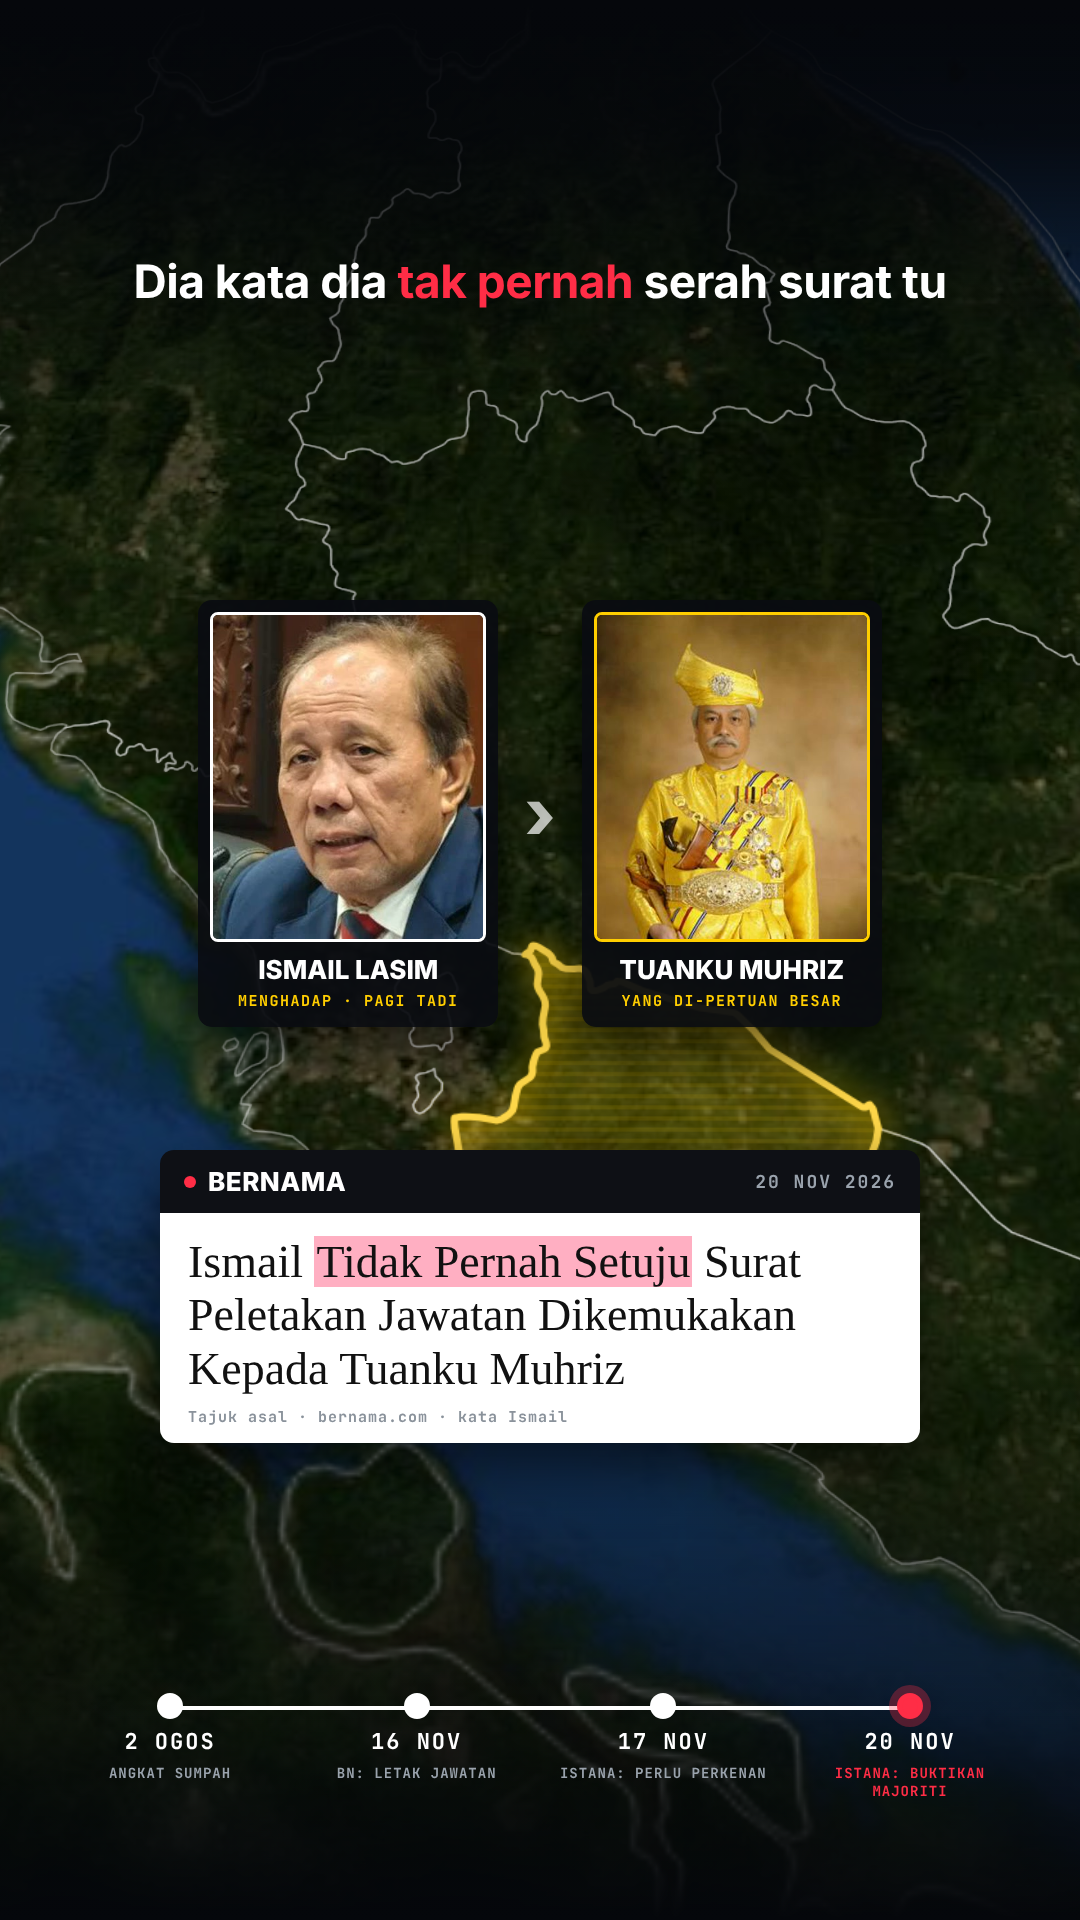 Dia kata dia tak pernah serah surat tu
ISMAIL LASIM
MENGHADAP · PAGI TADI
TUANKU MUHRIZ
YANG DI-PERTUAN BESAR
BERNAMA
20 NOV 2026
Ismail Tidak Pernah Setuju Surat
Peletakan Jawatan Dikemukakan
Kepada Tuanku Muhriz
Tajuk asal · bernama.com · kata Ismail
2 OGOS
ANGKAT SUMPAH
16 NOV
BN: LETAK JAWATAN
17 NOV
ISTANA: PERLU PERKENAN
20 NOV
ISTANA: BUKTIKAN
MAJORITI